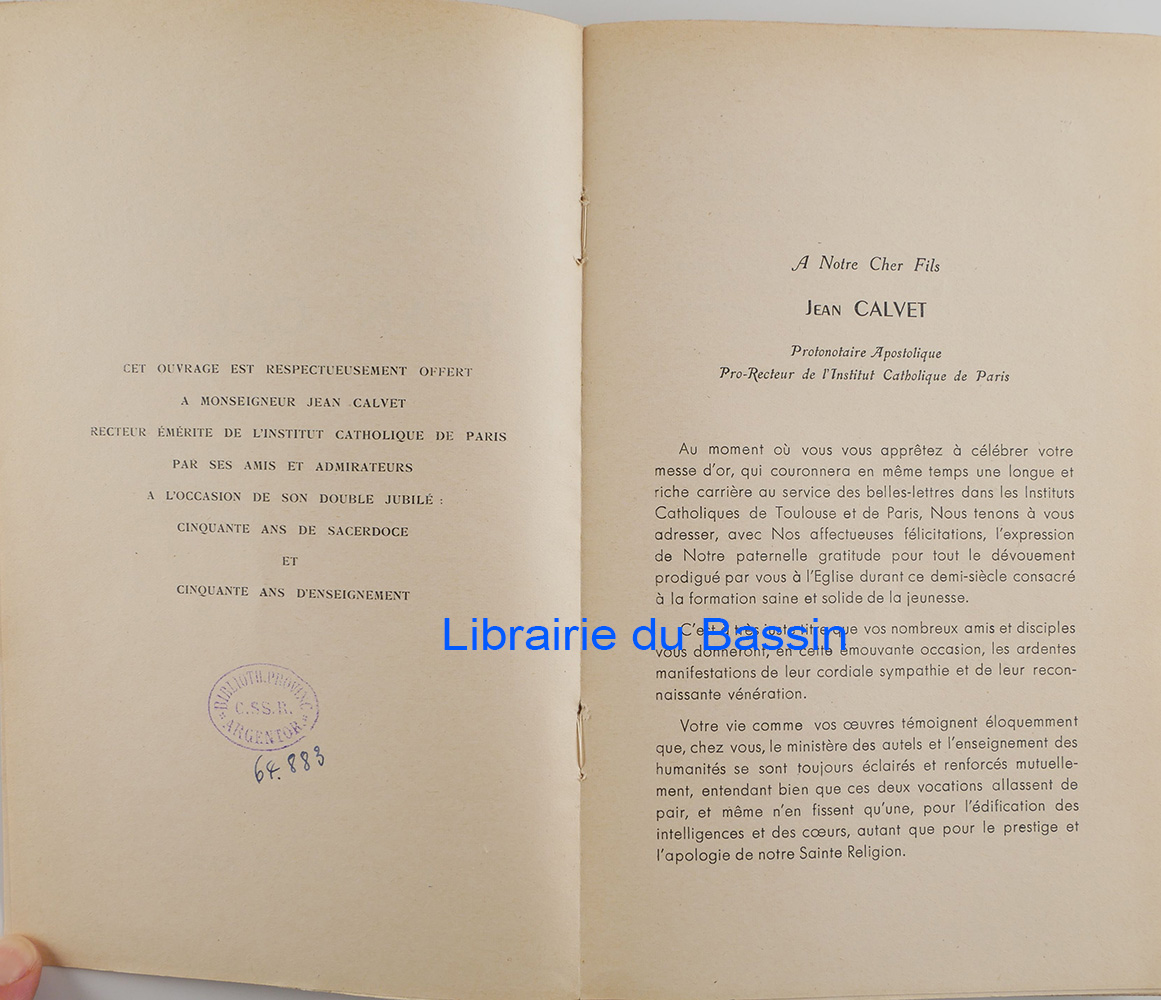 CET OUVRAGE EST RESPECTUEUSEMENT OFFERT
A MONSEIGNEUR JEAN CALVET
RECTEUR ÉMÉRITE DE L'INSTITUT CATHOLIQUE DE PARIS
PAR SES AMIS ET ADMIRATEURS
A L'OCCASION DE SON DOUBLE JUBILÉ :
CINQUANTE ANS DE SACERDOCE
ET
CINQUANTE ANS D'ENSEIGNEMENT
BIBLIOTH. PROVINC
C.SS.R.
ARGENTOR.
64.883
A Notre Cher Fils
JEAN CALVET
Protonotaire Apostolique
Pro-Recteur de l'Institut Catholique de Paris
Au moment où vous vous apprêtez à célébrer votre
messe d'or, qui couronnera en même temps une longue et
riche carrière au service des belles-lettres dans les Instituts
Catholiques de Toulouse et de Paris, Nous tenons à vous
adresser, avec Nos affectueuses félicitations, l'expression
de Notre paternelle gratitude pour tout le dévouement
prodigué par vous à l'Eglise durant ce demi-siècle consacré
à la formation saine et solide de la jeunesse.
C'est à très juste titre que vos nombreux amis et disciples
vous donneront, en cette émouvante occasion, les ardentes
manifestations de leur cordiale sympathie et de leur recon-
naissante vénération.
Votre vie comme vos œuvres témoignent éloquemment
que, chez vous, le ministère des autels et l'enseignement des
humanités se sont toujours éclairés et renforcés mutuelle-
ment, entendant bien que ces deux vocations allassent de
pair, et même n'en fissent qu'une, pour l'édification des
intelligences et des cœurs, autant que pour le prestige et
l'apologie de notre Sainte Religion.
Librairie du Bassin